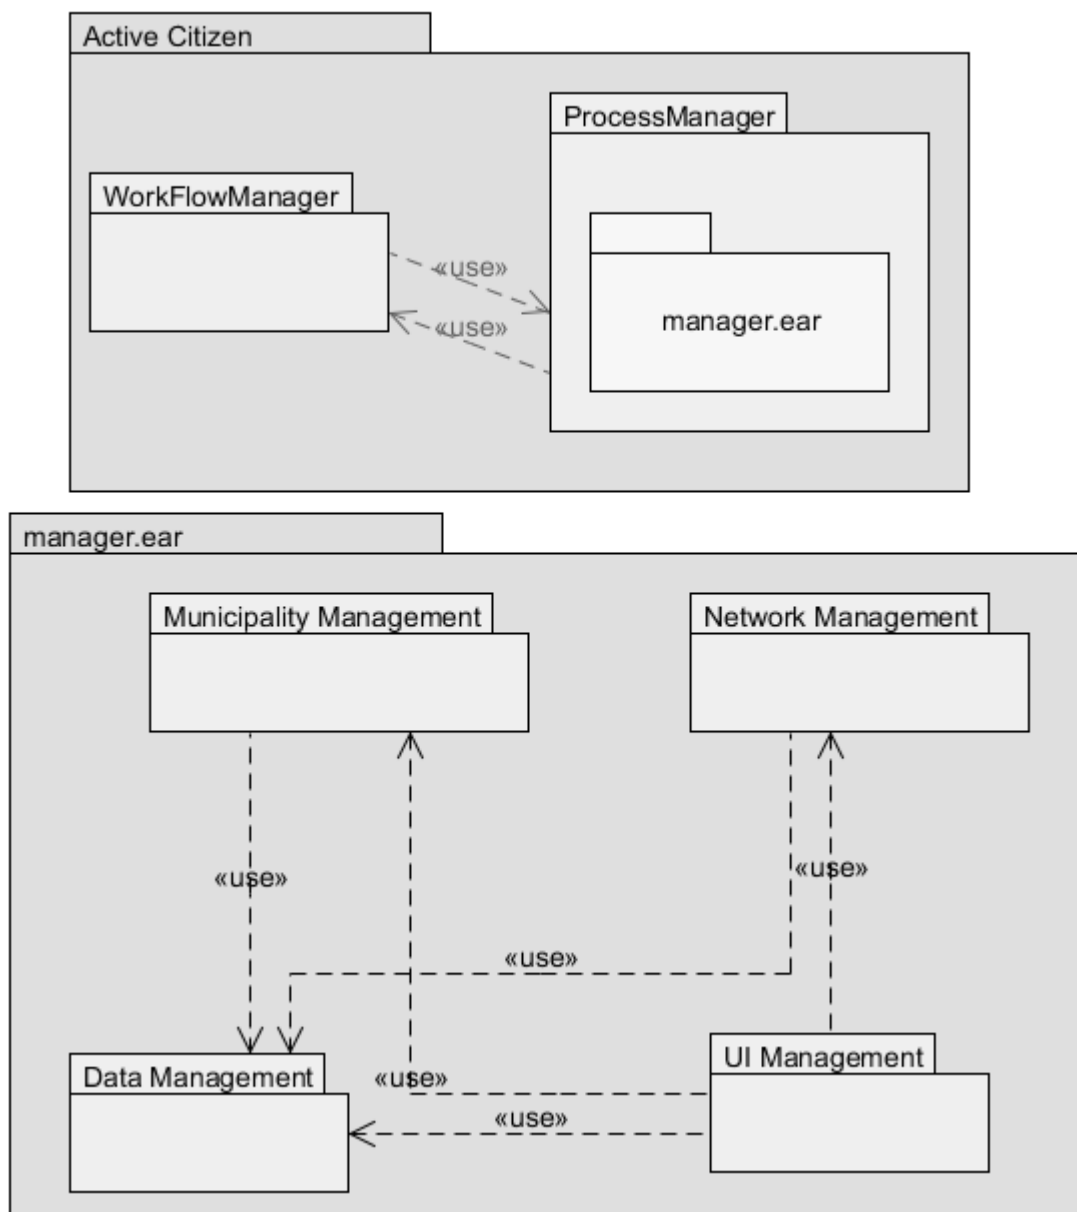 Active Citizen
ProcessManager
WorkFlowManager
«use»
«use»
manager.ear
manager.ear
Municipality Management
Network Management
«use»
«use»
«use»
UI Management
Data Management
«use»
«use»